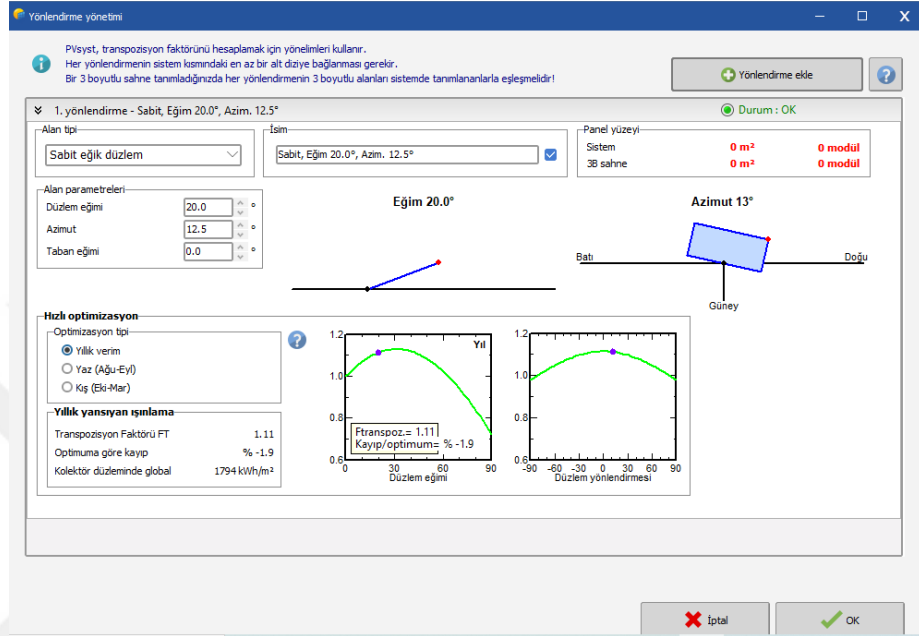 Yönlendirme yönetimi
PVsyst, transpozisyon faktörünü hesaplamak için yönelimleri kullanır.
Her yönlendirmenin sistem kısmındaki en az bir alt diziye bağlanması gerekir.
Bir 3 boyutlu sahne tanımladığınızda her yönlendirmenin 3 boyutlu alanları sistemde tanımlananlarla eşleşmelidir!
Yönlendirme ekle
?
1. yönlendirme - Sabit, Eğim 20.0°, Azim. 12.5°
Durum : OK
Alan tipi
Sabit eğik düzlem
İsim
Sabit, Eğim 20.0°, Azim. 12.5°
Panel yüzeyi
Sistem 0 m² 0 modül
3B sahne 0 m² 0 modül
Alan parametreleri
Düzlem eğimi 20.0 °
Azimut 12.5 °
Taban eğimi 0.0 °
Eğim 20.0°
Azimut 13°
Batı
Doğu
Güney
Hızlı optimizasyon
Optimizasyon tipi
Yıllık verim
Yaz (Ağu-Eyl)
Kış (Eki-Mar)
?
Yıllık yansıyan ışınlama
Transpozisyon Faktörü FT 1.11
Optimuma göre kayıp % -1.9
Kolektör düzleminde global 1794 kWh/m²
1.2
1.0
0.8
0.6
Yıl
Ftranspoz.= 1.11
Kayıp/optimum= % -1.9
0 30 60 90
Düzlem eğimi
1.2
1.0
0.8
0.6
-90 -60 -30 0 30 60 90
Düzlem yönlendirmesi
İptal
OK